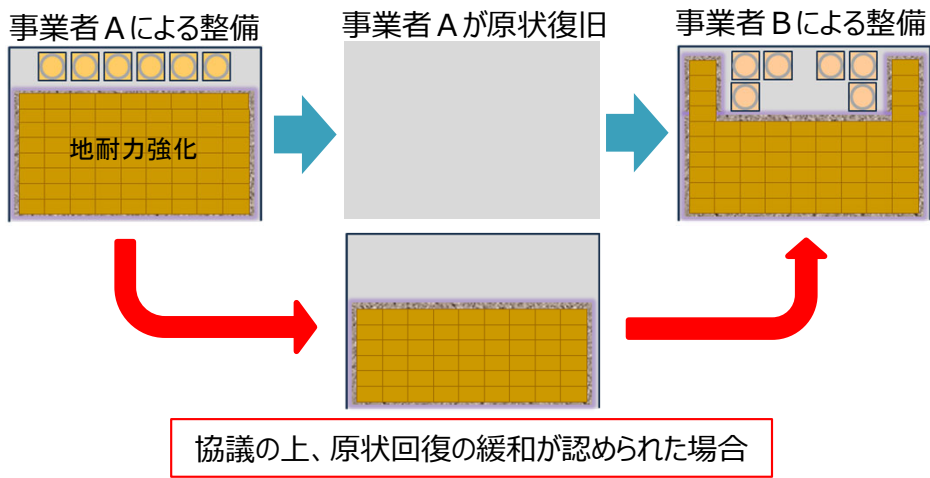 事業者Aによる整備
事業者Aが原状復旧
事業者Bによる整備
地耐力強化
協議の上、原状回復の緩和が認められた場合